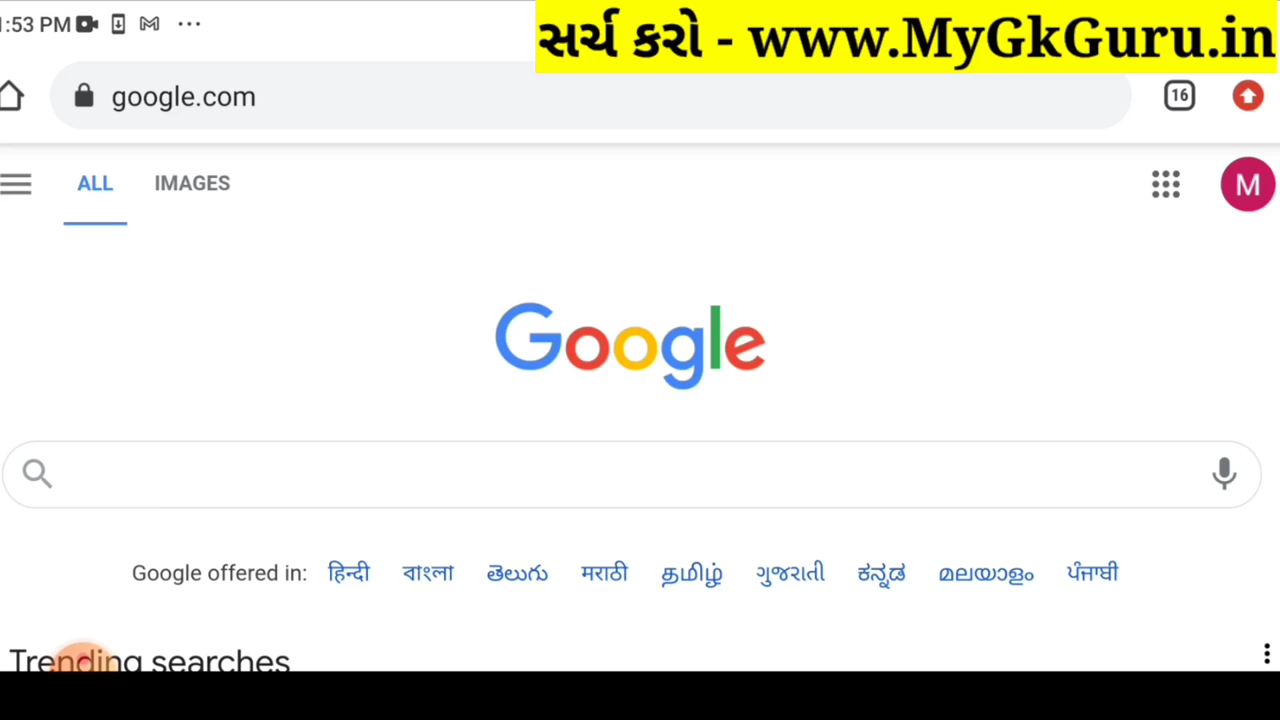 1:53 PM
સર્ચ કરો - www.MyGkGuru.in
google.com
16
ALL IMAGES
M
Google
Google offered in: हिन्दी বাংলা తెలుగు मराठी தமிழ் ગુજરાતી ಕನ್ನಡ മലയാളം ਪੰਜਾਬੀ
Trending searches